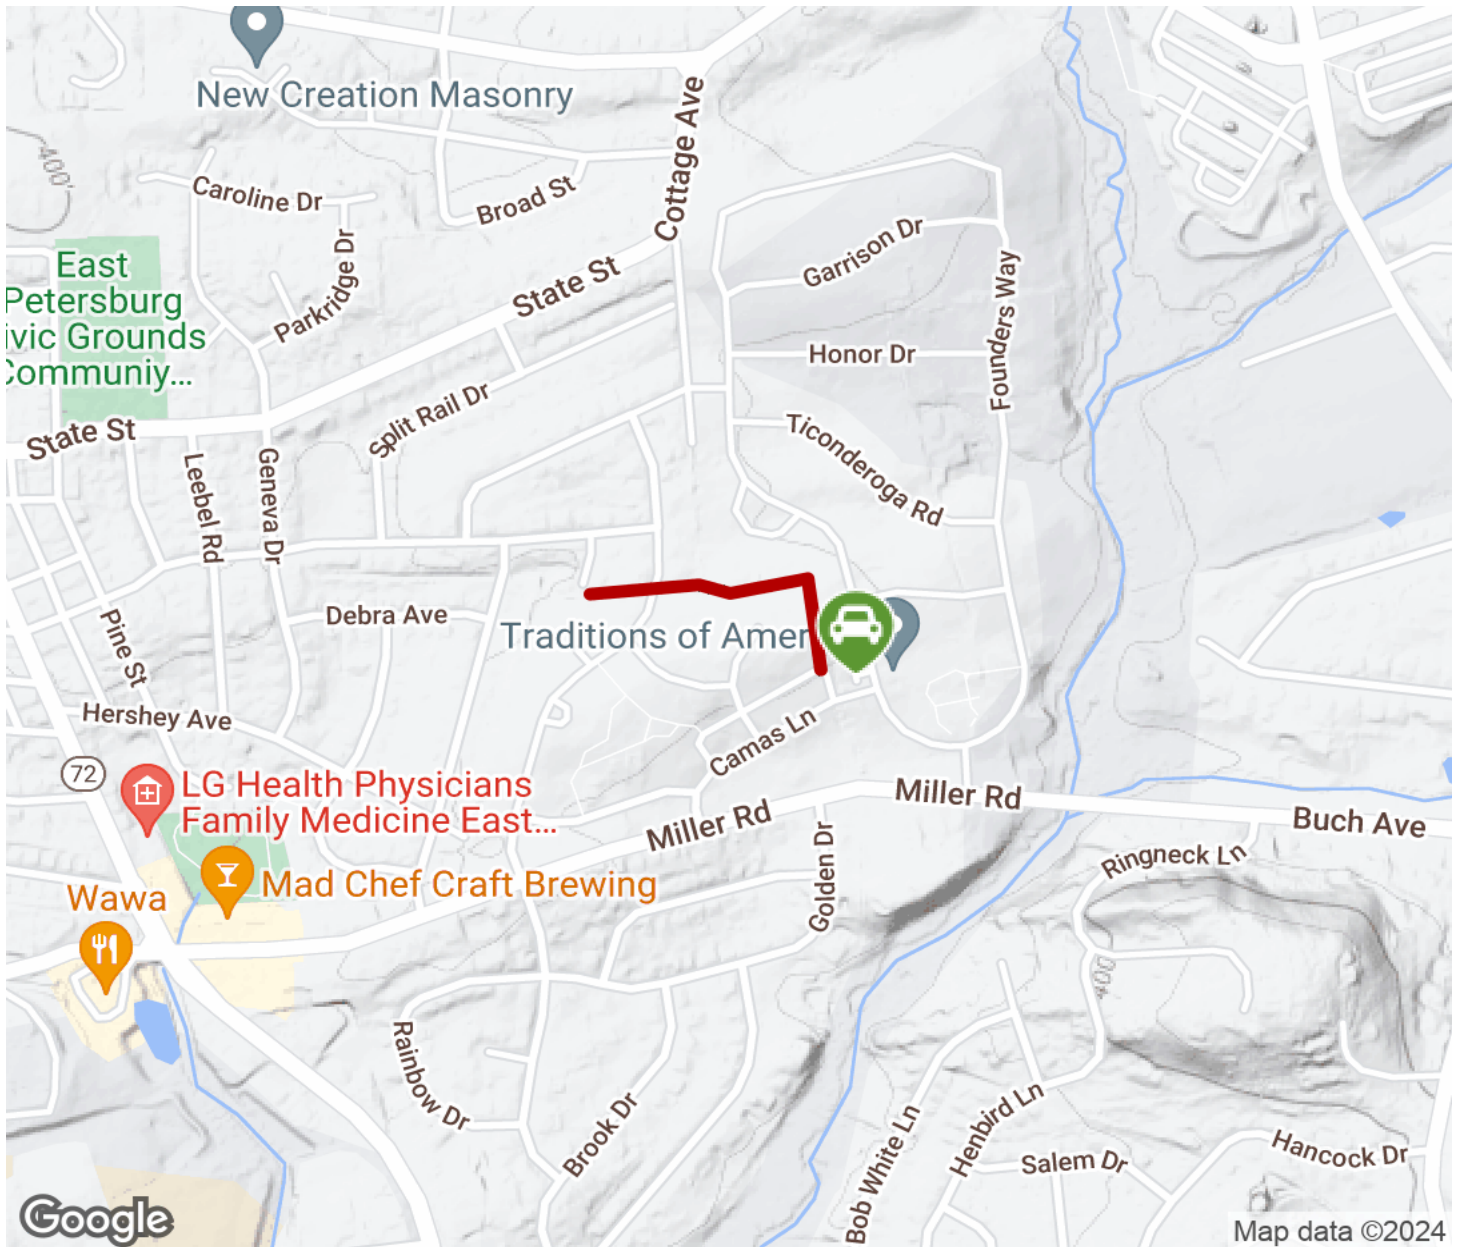 New Creation Masonry
Cottage Ave
400'
Caroline Dr
Broad St
Parkridge Dr
Garrison Dr
East
Petersburg
ivic Grounds
Communiy...
State St
Founders Way
Honor Dr
Split Rail Dr
State St
Ticonderoga Rd
Leebel Rd
Geneva Dr
Debra Ave
Pine St
Traditions of Amer
Hershey Ave
Camas Ln
72
LG Health Physicians
Family Medicine East...
Miller Rd
Miller Rd
Buch Ave
Golden Dr
Ringneck Ln
Mad Chef Craft Brewing
Wawa
400
Rainbow Dr
Brook Dr
Bob White Ln
Henbird Ln
Salem Dr
Hancock Dr
Google
Map data ©2024